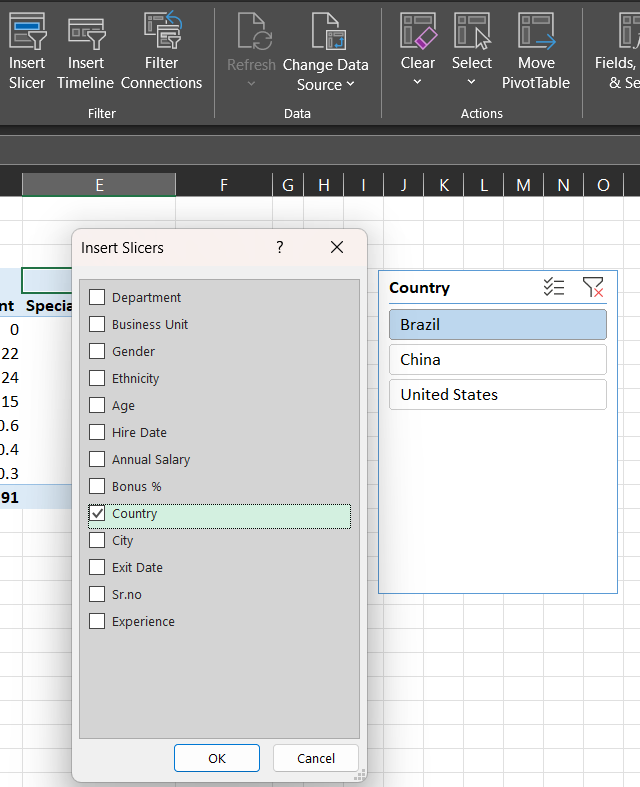 Insert Slicer
Insert Timeline
Filter Connections
Refresh
Change Data Source
Clear
Select
Move PivotTable
Fields,
& Se
Filter
Data
Actions
E F G H I J K L M N O
nt Specia
0
22
24
15
0.6
0.4
0.3
91
Insert Slicers ?
Department
Business Unit
Gender
Ethnicity
Age
Hire Date
Annual Salary
Bonus %
Country
City
Exit Date
Sr.no
Experience
OK Cancel
Country
Brazil
China
United States